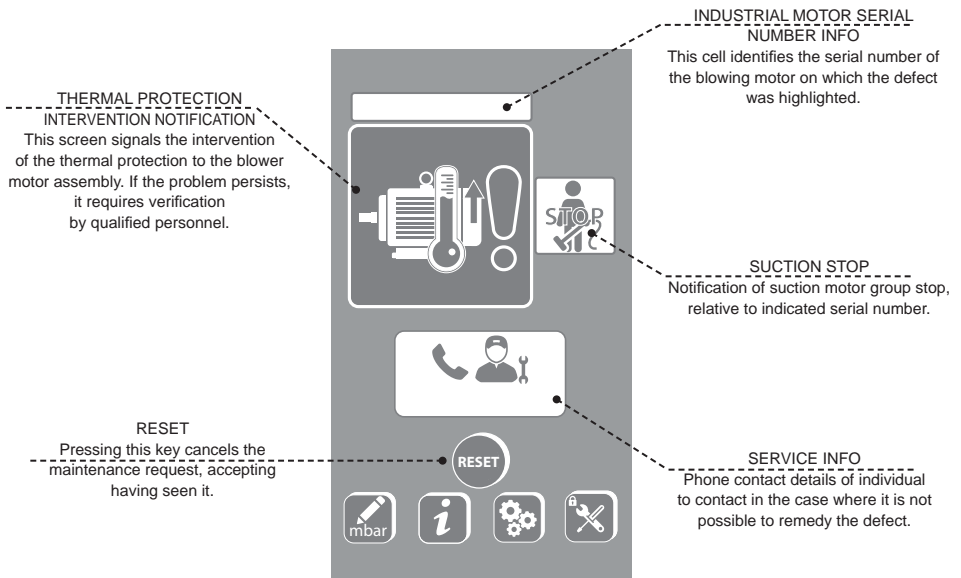 INDUSTRIAL MOTOR SERIAL
NUMBER INFO
This cell identifies the serial number of
the blowing motor on which the defect
was highlighted.
THERMAL PROTECTION
INTERVENTION NOTIFICATION
This screen signals the intervention
of the thermal protection to the blower
motor assembly. If the problem persists,
it requires verification
by qualified personnel.
STOP
SUCTION STOP
Notification of suction motor group stop,
relative to indicated serial number.
RESET
Pressing this key cancels the
maintenance request, accepting
having seen it.
RESET
SERVICE INFO
Phone contact details of individual
to contact in the case where it is not
possible to remedy the defect.
mbar
i